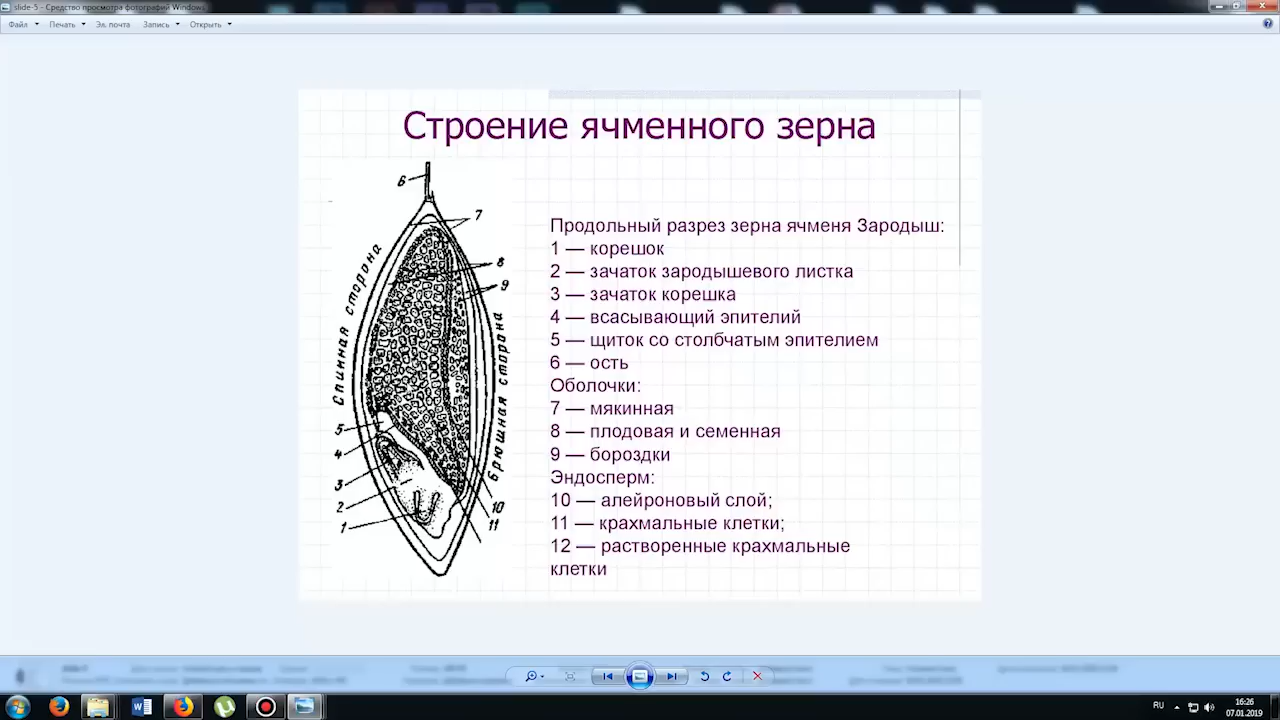 slide-5 - Средство просмотра фотографий Windows
Файл Печать Эл. почта Запись Открыть
Строение ячменного зерна
6
7
8
9
Спинная сторона
Брюшная сторона
5
4
3
2
1
10
11
Продольный разрез зерна ячменя Зародыш:
1 — корешок
2 — зачаток зародышевого листка
3 — зачаток корешка
4 — всасывающий эпителий
5 — щиток со столбчатым эпителием
6 — ость
Оболочки:
7 — мякинная
8 — плодовая и семенная
9 — бороздки
Эндосперм:
10 — алейроновый слой;
11 — крахмальные клетки;
12 — растворенные крахмальные
клетки
RU
16:26
07.01.2019